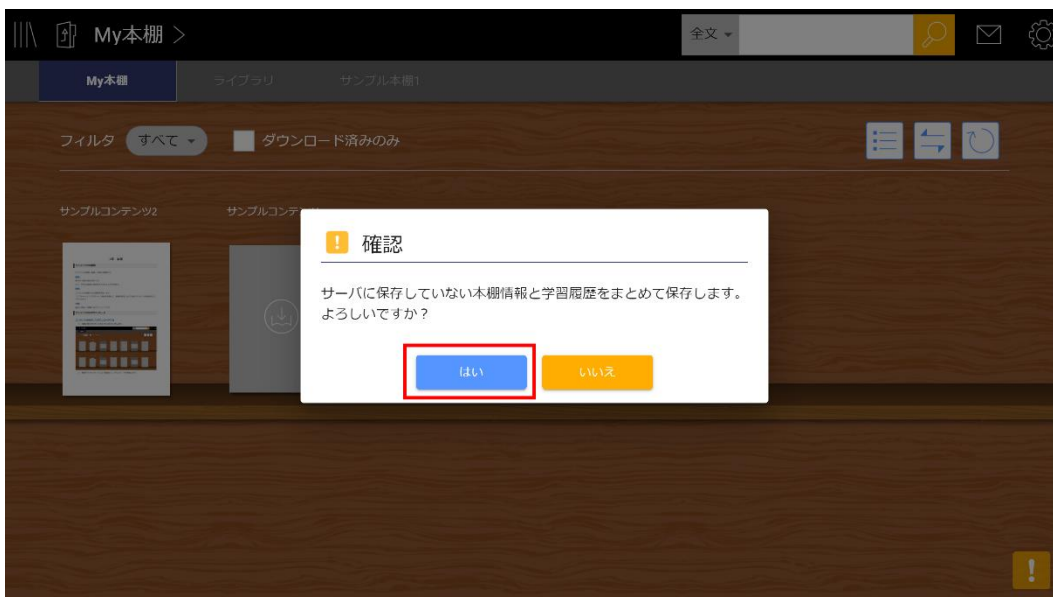 My本棚 >
全文
My本棚
ライブラリ
サンプル本棚1
フィルタ すべて ダウンロード済みのみ
サンプルコンテンツ2
サンプルコンテ
! 確認
サーバに保存していない本棚情報と学習履歴をまとめて保存します。
よろしいですか？
はい
いいえ
!